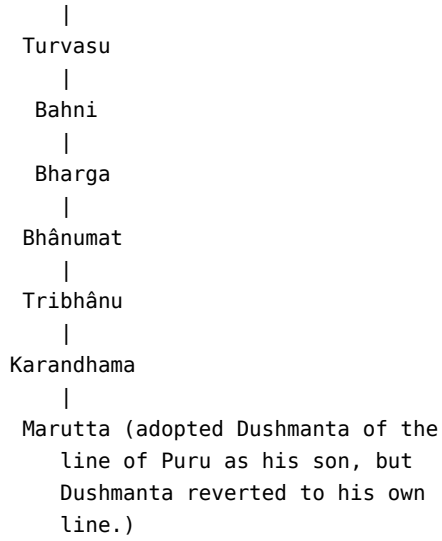 |
Turvasu
|
Bahni
|
Bharga
|
Bhânumat
|
Tribhânu
|
Karandhama
|
Marutta (adopted Dushmanta of the
line of Puru as his son, but
Dushmanta reverted to his own
line.)